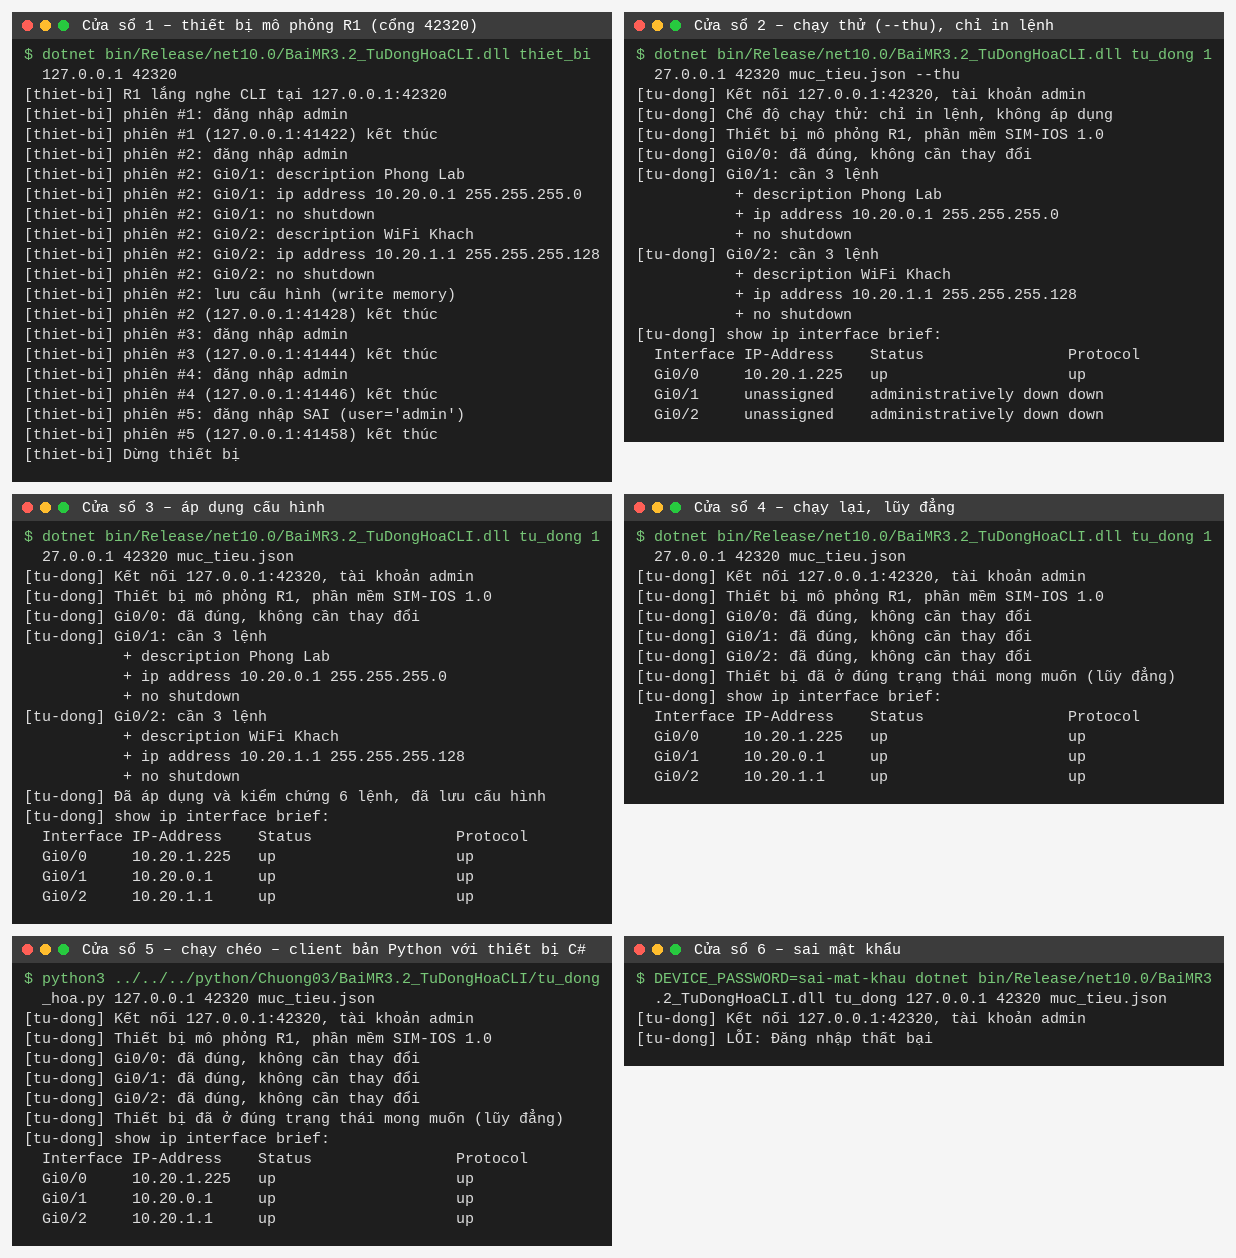 Cửa sổ 1 – thiết bị mô phỏng R1 (cổng 42320)
$ dotnet bin/Release/net10.0/BaiMR3.2_TuDongHoaCLI.dll thiet_bi
127.0.0.1 42320
[thiet-bi] R1 lắng nghe CLI tại 127.0.0.1:42320
[thiet-bi] phiên #1: đăng nhập admin
[thiet-bi] phiên #1 (127.0.0.1:41422) kết thúc
[thiet-bi] phiên #2: đăng nhập admin
[thiet-bi] phiên #2: Gi0/1: description Phong Lab
[thiet-bi] phiên #2: Gi0/1: ip address 10.20.0.1 255.255.255.0
[thiet-bi] phiên #2: Gi0/1: no shutdown
[thiet-bi] phiên #2: Gi0/2: description WiFi Khach
[thiet-bi] phiên #2: Gi0/2: ip address 10.20.1.1 255.255.255.128
[thiet-bi] phiên #2: Gi0/2: no shutdown
[thiet-bi] phiên #2: lưu cấu hình (write memory)
[thiet-bi] phiên #2 (127.0.0.1:41428) kết thúc
[thiet-bi] phiên #3: đăng nhập admin
[thiet-bi] phiên #3 (127.0.0.1:41444) kết thúc
[thiet-bi] phiên #4: đăng nhập admin
[thiet-bi] phiên #4 (127.0.0.1:41446) kết thúc
[thiet-bi] phiên #5: đăng nhập SAI (user='admin')
[thiet-bi] phiên #5 (127.0.0.1:41458) kết thúc
[thiet-bi] Dừng thiết bị
Cửa sổ 2 – chạy thử (--thu), chỉ in lệnh
$ dotnet bin/Release/net10.0/BaiMR3.2_TuDongHoaCLI.dll tu_dong 1
27.0.0.1 42320 muc_tieu.json --thu
[tu-dong] Kết nối 127.0.0.1:42320, tài khoản admin
[tu-dong] Chế độ chạy thử: chỉ in lệnh, không áp dụng
[tu-dong] Thiết bị mô phỏng R1, phần mềm SIM-IOS 1.0
[tu-dong] Gi0/0: đã đúng, không cần thay đổi
[tu-dong] Gi0/1: cần 3 lệnh
+ description Phong Lab
+ ip address 10.20.0.1 255.255.255.0
+ no shutdown
[tu-dong] Gi0/2: cần 3 lệnh
+ description WiFi Khach
+ ip address 10.20.1.1 255.255.255.128
+ no shutdown
[tu-dong] show ip interface brief:
Interface IP-Address    Status                Protocol
Gi0/0     10.20.1.225   up                    up
Gi0/1     unassigned    administratively down down
Gi0/2     unassigned    administratively down down
Cửa sổ 3 – áp dụng cấu hình
$ dotnet bin/Release/net10.0/BaiMR3.2_TuDongHoaCLI.dll tu_dong 1
27.0.0.1 42320 muc_tieu.json
[tu-dong] Kết nối 127.0.0.1:42320, tài khoản admin
[tu-dong] Thiết bị mô phỏng R1, phần mềm SIM-IOS 1.0
[tu-dong] Gi0/0: đã đúng, không cần thay đổi
[tu-dong] Gi0/1: cần 3 lệnh
+ description Phong Lab
+ ip address 10.20.0.1 255.255.255.0
+ no shutdown
[tu-dong] Gi0/2: cần 3 lệnh
+ description WiFi Khach
+ ip address 10.20.1.1 255.255.255.128
+ no shutdown
[tu-dong] Đã áp dụng và kiểm chứng 6 lệnh, đã lưu cấu hình
[tu-dong] show ip interface brief:
Interface IP-Address    Status                Protocol
Gi0/0     10.20.1.225   up                    up
Gi0/1     10.20.0.1     up                    up
Gi0/2     10.20.1.1     up                    up
Cửa sổ 4 – chạy lại, lũy đẳng
$ dotnet bin/Release/net10.0/BaiMR3.2_TuDongHoaCLI.dll tu_dong 1
27.0.0.1 42320 muc_tieu.json
[tu-dong] Kết nối 127.0.0.1:42320, tài khoản admin
[tu-dong] Thiết bị mô phỏng R1, phần mềm SIM-IOS 1.0
[tu-dong] Gi0/0: đã đúng, không cần thay đổi
[tu-dong] Gi0/1: đã đúng, không cần thay đổi
[tu-dong] Gi0/2: đã đúng, không cần thay đổi
[tu-dong] Thiết bị đã ở đúng trạng thái mong muốn (lũy đẳng)
[tu-dong] show ip interface brief:
Interface IP-Address    Status                Protocol
Gi0/0     10.20.1.225   up                    up
Gi0/1     10.20.0.1     up                    up
Gi0/2     10.20.1.1     up                    up
Cửa sổ 5 – chạy chéo – client bản Python với thiết bị C#
$ python3 ../../../python/Chuong03/BaiMR3.2_TuDongHoaCLI/tu_dong
_hoa.py 127.0.0.1 42320 muc_tieu.json
[tu-dong] Kết nối 127.0.0.1:42320, tài khoản admin
[tu-dong] Thiết bị mô phỏng R1, phần mềm SIM-IOS 1.0
[tu-dong] Gi0/0: đã đúng, không cần thay đổi
[tu-dong] Gi0/1: đã đúng, không cần thay đổi
[tu-dong] Gi0/2: đã đúng, không cần thay đổi
[tu-dong] Thiết bị đã ở đúng trạng thái mong muốn (lũy đẳng)
[tu-dong] show ip interface brief:
Interface IP-Address    Status                Protocol
Gi0/0     10.20.1.225   up                    up
Gi0/1     10.20.0.1     up                    up
Gi0/2     10.20.1.1     up                    up
Cửa sổ 6 – sai mật khẩu
$ DEVICE_PASSWORD=sai-mat-khau dotnet bin/Release/net10.0/BaiMR3
.2_TuDongHoaCLI.dll tu_dong 127.0.0.1 42320 muc_tieu.json
[tu-dong] Kết nối 127.0.0.1:42320, tài khoản admin
[tu-dong] LỖI: Đăng nhập thất bại